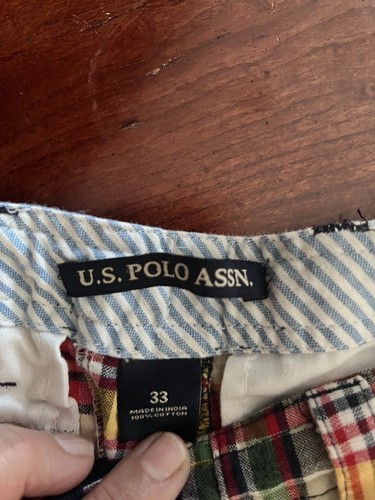 U.S. POLO ASSN.
33
MADE IN INDIA
100% COTTON